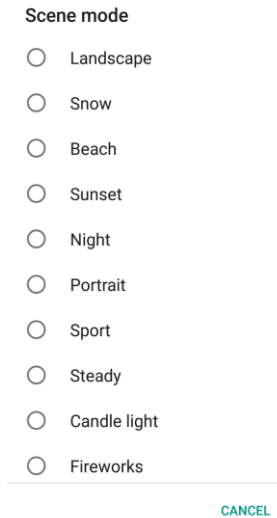 Scene mode
Landscape
Snow
Beach
Sunset
Night
Portrait
Sport
Steady
Candle light
Fireworks
CANCEL